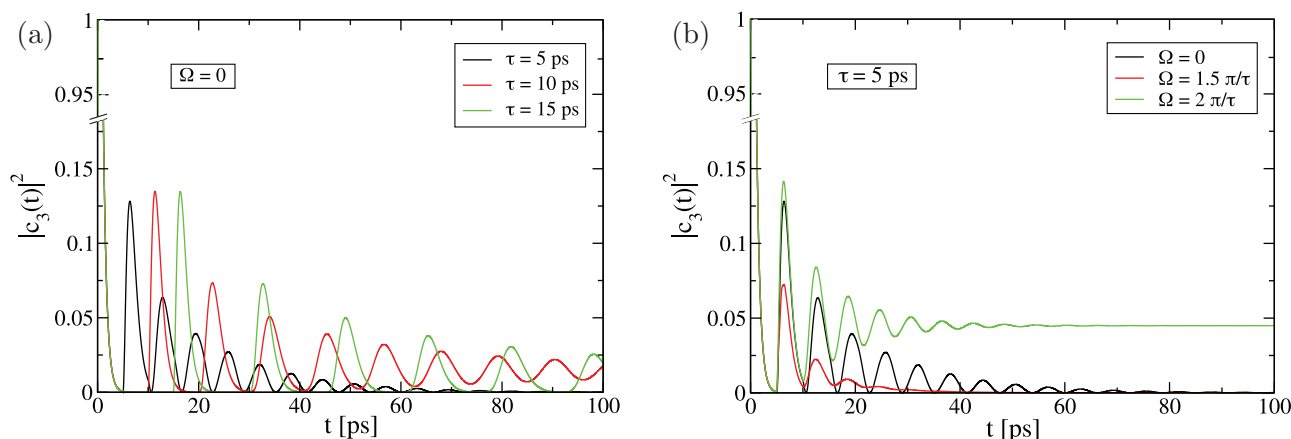 (a)
1
0.95
0.15
0.1
0.05
0
|c₃(t)|²
Ω = 0
τ = 5 ps
τ = 10 ps
τ = 15 ps
0 20 40 60 80 100
t [ps]
(b)
1
0.95
0.15
0.1
0.05
0
|c₃(t)|²
τ = 5 ps
Ω = 0
Ω = 1.5 π/τ
Ω = 2 π/τ
0 20 40 60 80 100
t [ps]